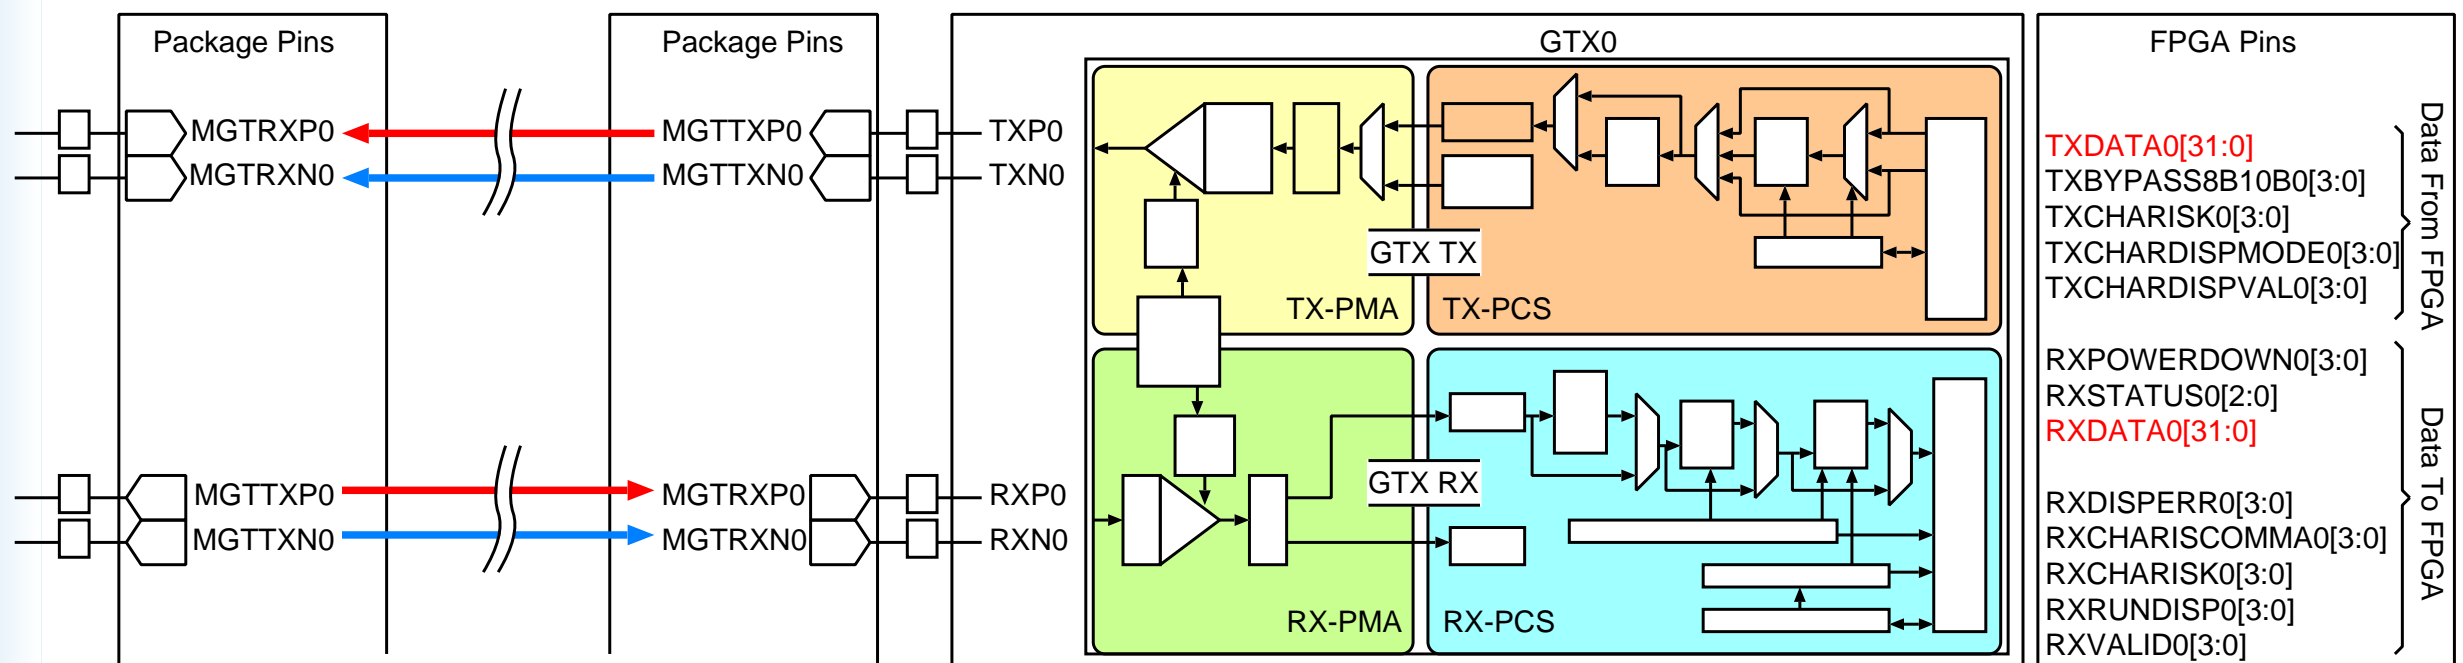 Package Pins
MGTRXP0
MGTRXN0
MGTTXP0
MGTTXN0
Package Pins
MGTTXP0
MGTTXN0
MGTRXP0
MGTRXN0
TXP0
TXN0
RXP0
RXN0
GTX0
GTX TX
TX-PMA
TX-PCS
GTX RX
RX-PMA
RX-PCS
FPGA Pins
TXDATA0[31:0]
TXBYPASS8B10B0[3:0]
TXCHARISK0[3:0]
TXCHARDISPMODE0[3:0]
TXCHARDISPVAL0[3:0]
Data From FPGA
RXPOWERDOWN0[3:0]
RXSTATUS0[2:0]
RXDATA0[31:0]
RXDISPERR0[3:0]
RXCHARISCOMMA0[3:0]
RXCHARISK0[3:0]
RXRUNDISP0[3:0]
RXVALID0[3:0]
Data To FPGA